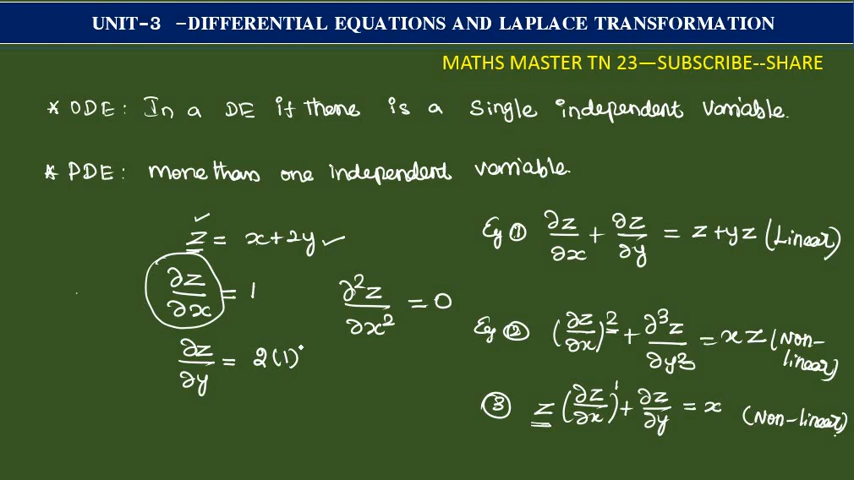 UNIT-3 -DIFFERENTIAL EQUATIONS AND LAPLACE TRANSFORMATION
MATHS MASTER TN 23—SUBSCRIBE--SHARE
* ODE: In a DE if there is a single independent variable.
* PDE: more than one independent variable.
✓
z = x+2y ✓
∂z/∂x = 1
∂²z/∂x² = 0
∂z/∂y = 2(1)
Eg ① ∂z/∂x + ∂z/∂y = z+yz (Linear)
Eg ② (∂z/∂x)² + ∂³z/∂y³ = xz (Non-
linear)
③ z (∂z/∂x)¹ + ∂z/∂y = x (Non-linear)